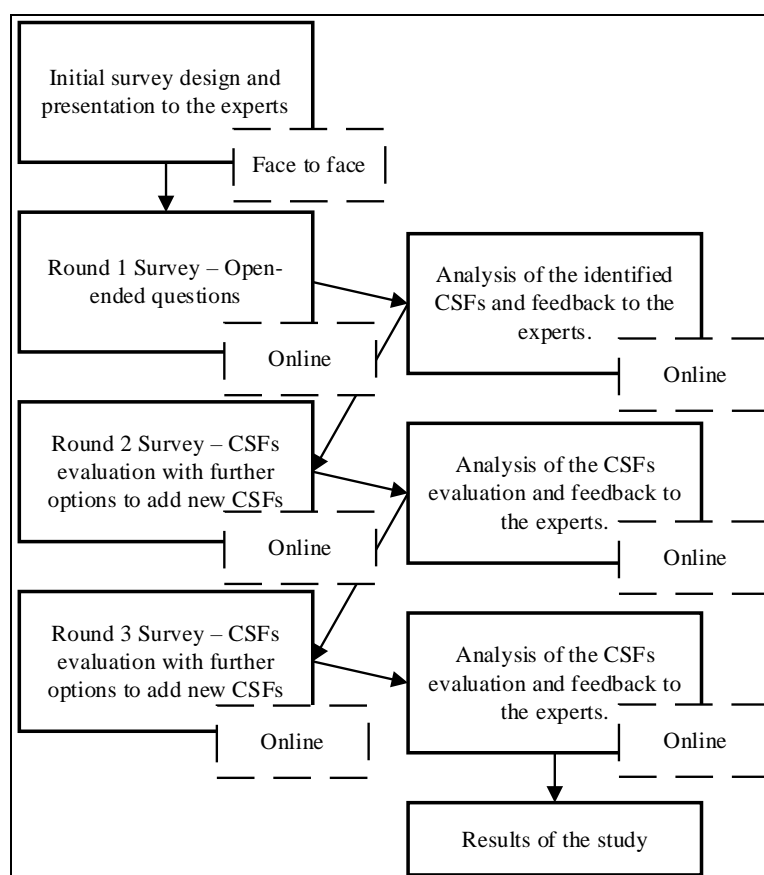 Initial survey design and
presentation to the experts
Face to face
Round 1 Survey – Open-
ended questions
Online
Analysis of the identified
CSFs and feedback to the
experts.
Online
Round 2 Survey – CSFs
evaluation with further
options to add new CSFs
Online
Analysis of the CSFs
evaluation and feedback to
the experts.
Online
Round 3 Survey – CSFs
evaluation with further
options to add new CSFs
Online
Analysis of the CSFs
evaluation and feedback to
the experts.
Online
Results of the study